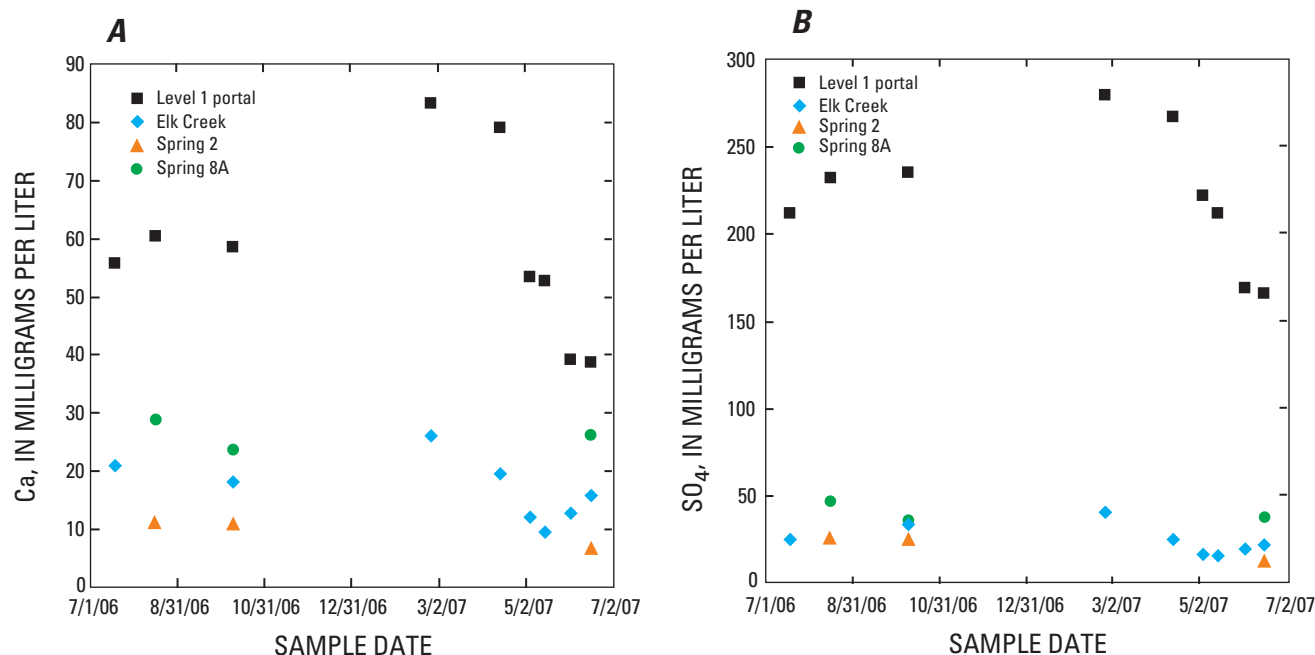 A
90
80
70
60
50
40
30
20
10
0
Ca, IN MILLIGRAMS PER LITER
Level 1 portal
Elk Creek
Spring 2
Spring 8A
7/1/06 8/31/06 10/31/06 12/31/06 3/2/07 5/2/07 7/2/07
SAMPLE DATE
B
300
250
200
150
100
50
0
SO4, IN MILLIGRAMS PER LITER
Level 1 portal
Elk Creek
Spring 2
Spring 8A
7/1/06 8/31/06 10/31/06 12/31/06 3/2/07 5/2/07 7/2/07
SAMPLE DATE